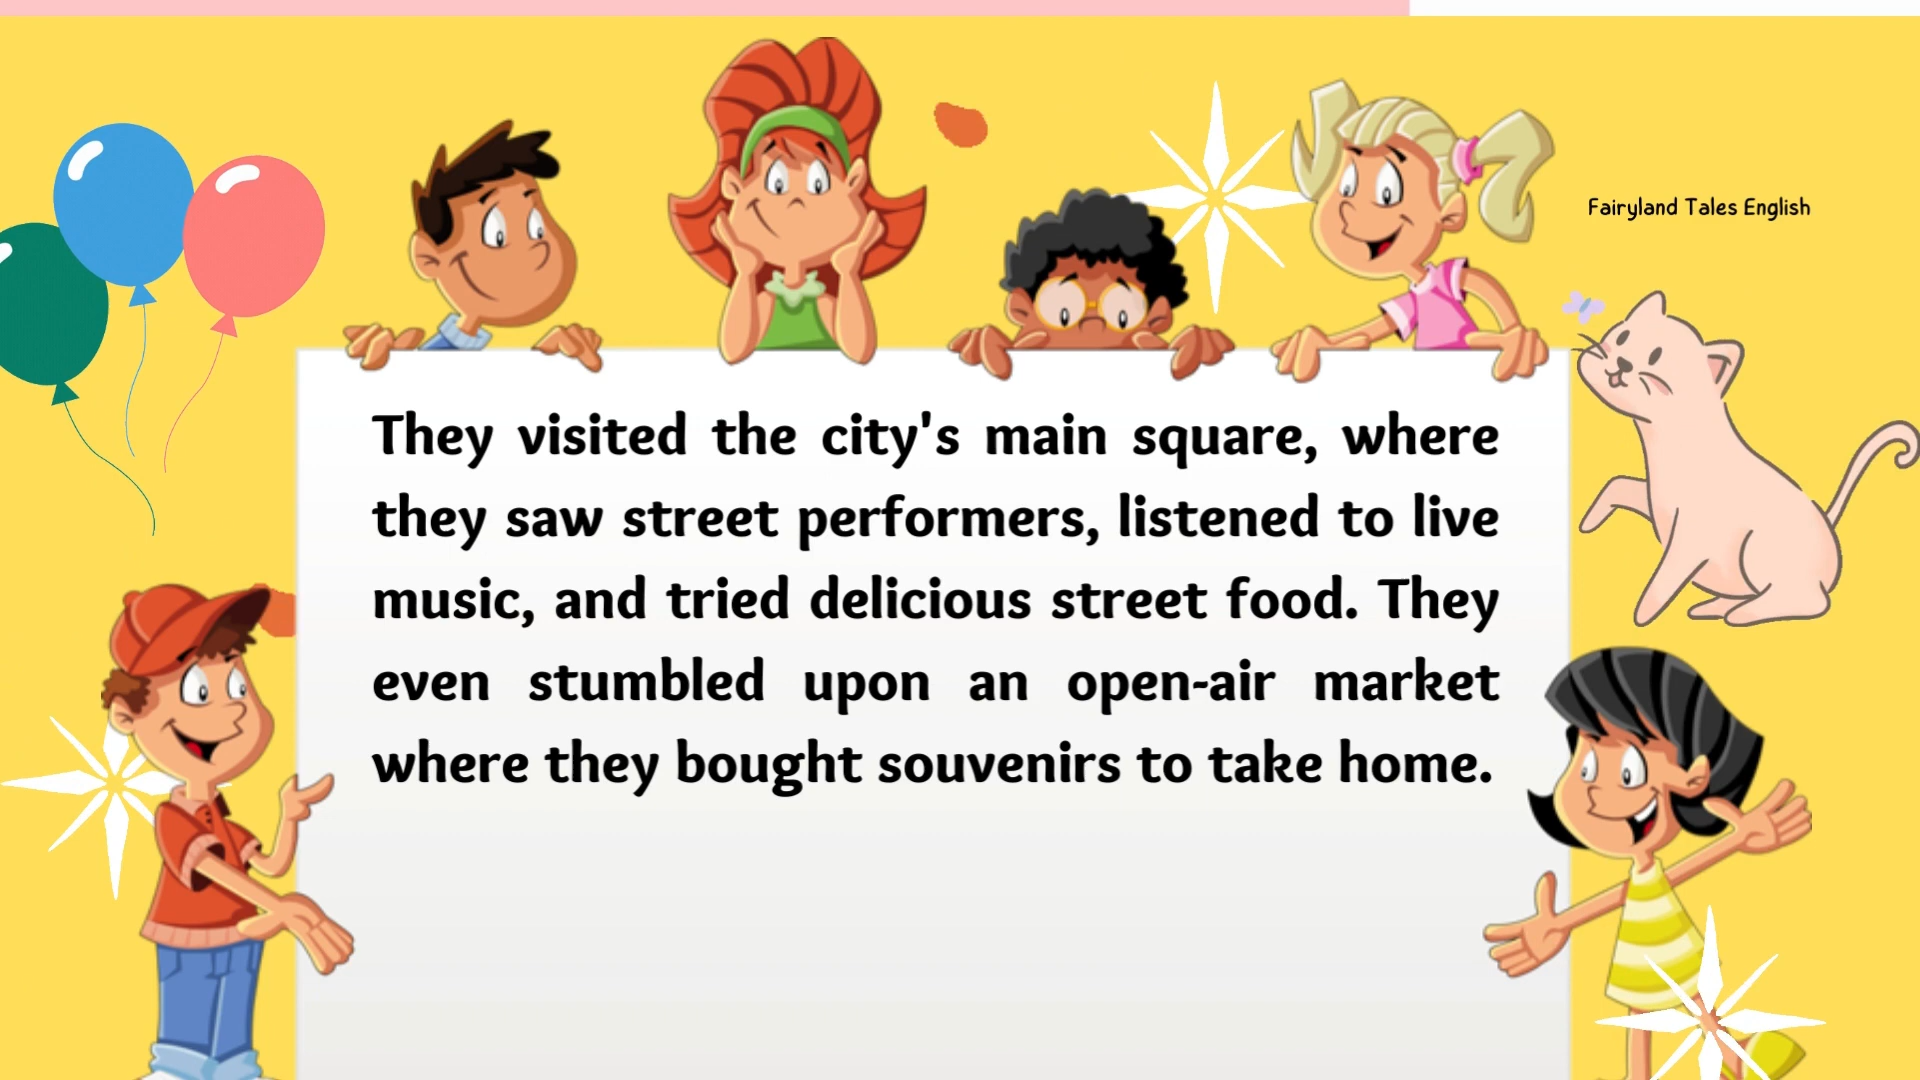 Fairyland Tales English
They visited the city's main square, where
they saw street performers, listened to live
music, and tried delicious street food. They
even stumbled upon an open-air market
where they bought souvenirs to take home.